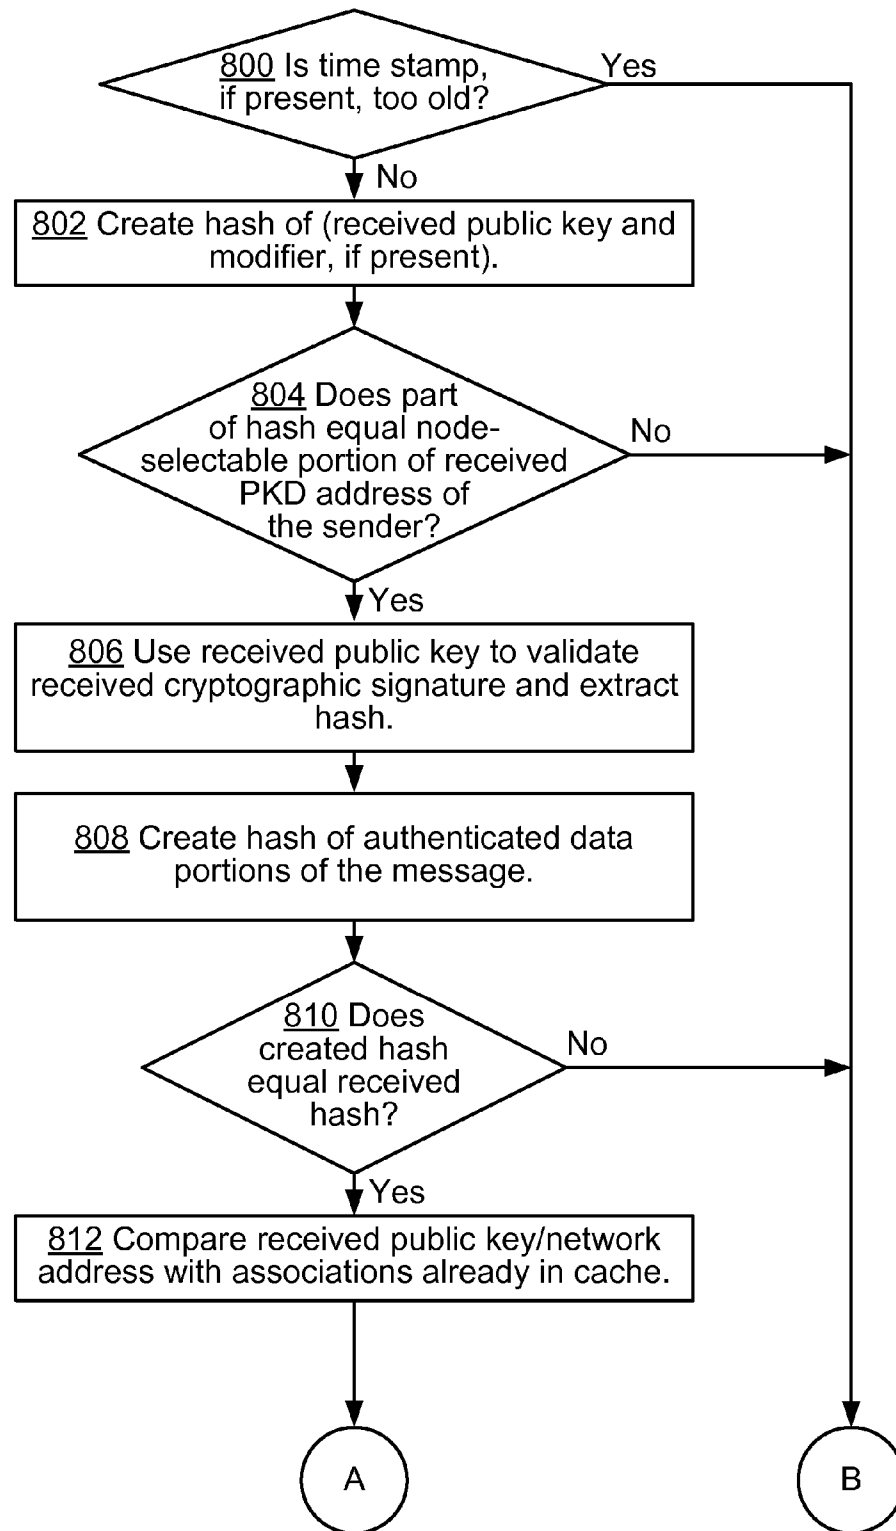 800 Is time stamp,
if present, too old?
Yes
No
802 Create hash of (received public key and
modifier, if present).
804 Does part
of hash equal node-
selectable portion of received
PKD address of
the sender?
No
Yes
806 Use received public key to validate
received cryptographic signature and extract
hash.
808 Create hash of authenticated data
portions of the message.
810 Does
created hash
equal received
hash?
No
Yes
812 Compare received public key/network
address with associations already in cache.
A
B